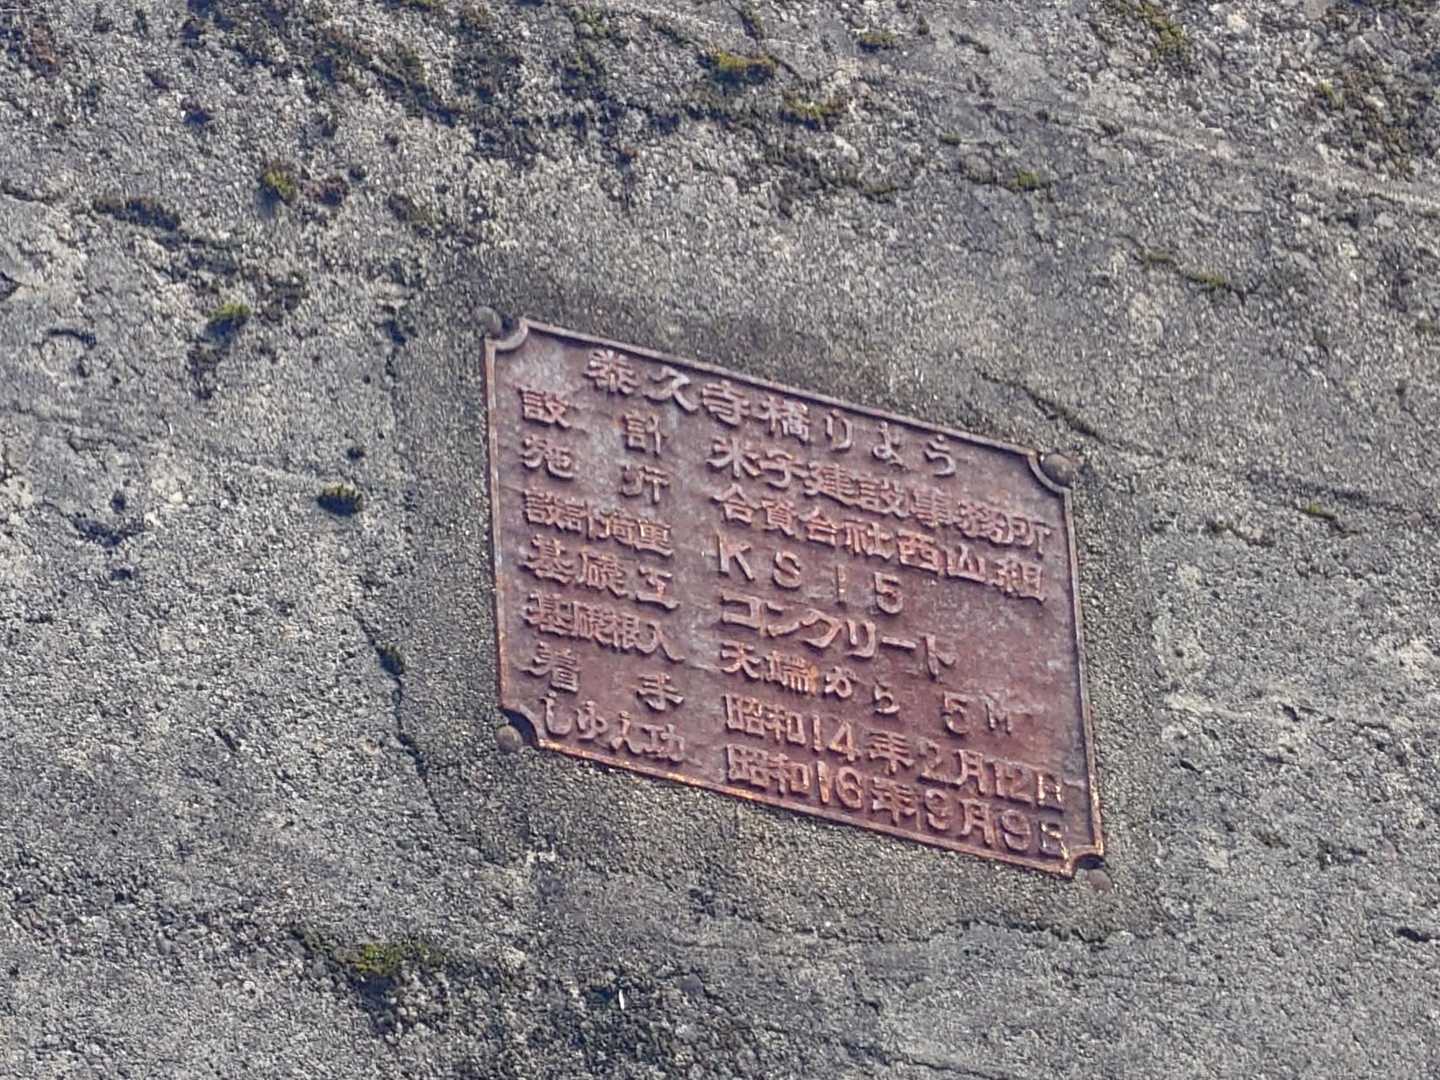 泰久寺橋りよう
設計 米子建設事務所
施行 合資会社西山組
設計荷重 KS15
基礎工 コンクリート
基礎根入 天端から 5M
着手 昭和14年2月12日
しゆん功 昭和16年9月9日